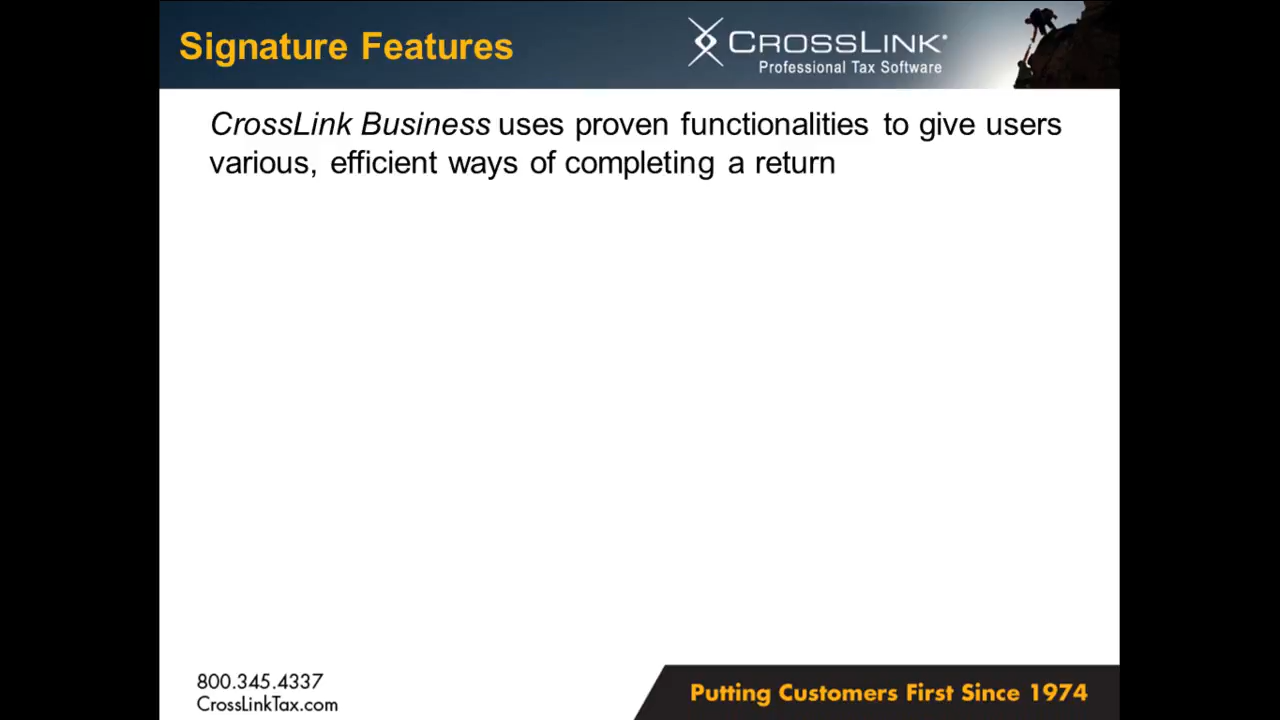 Signature Features
CROSSLINK
Professional Tax Software
CrossLink Business uses proven functionalities to give users
various, efficient ways of completing a return
800.345.4337
CrossLinkTax.com
Putting Customers First Since 1974